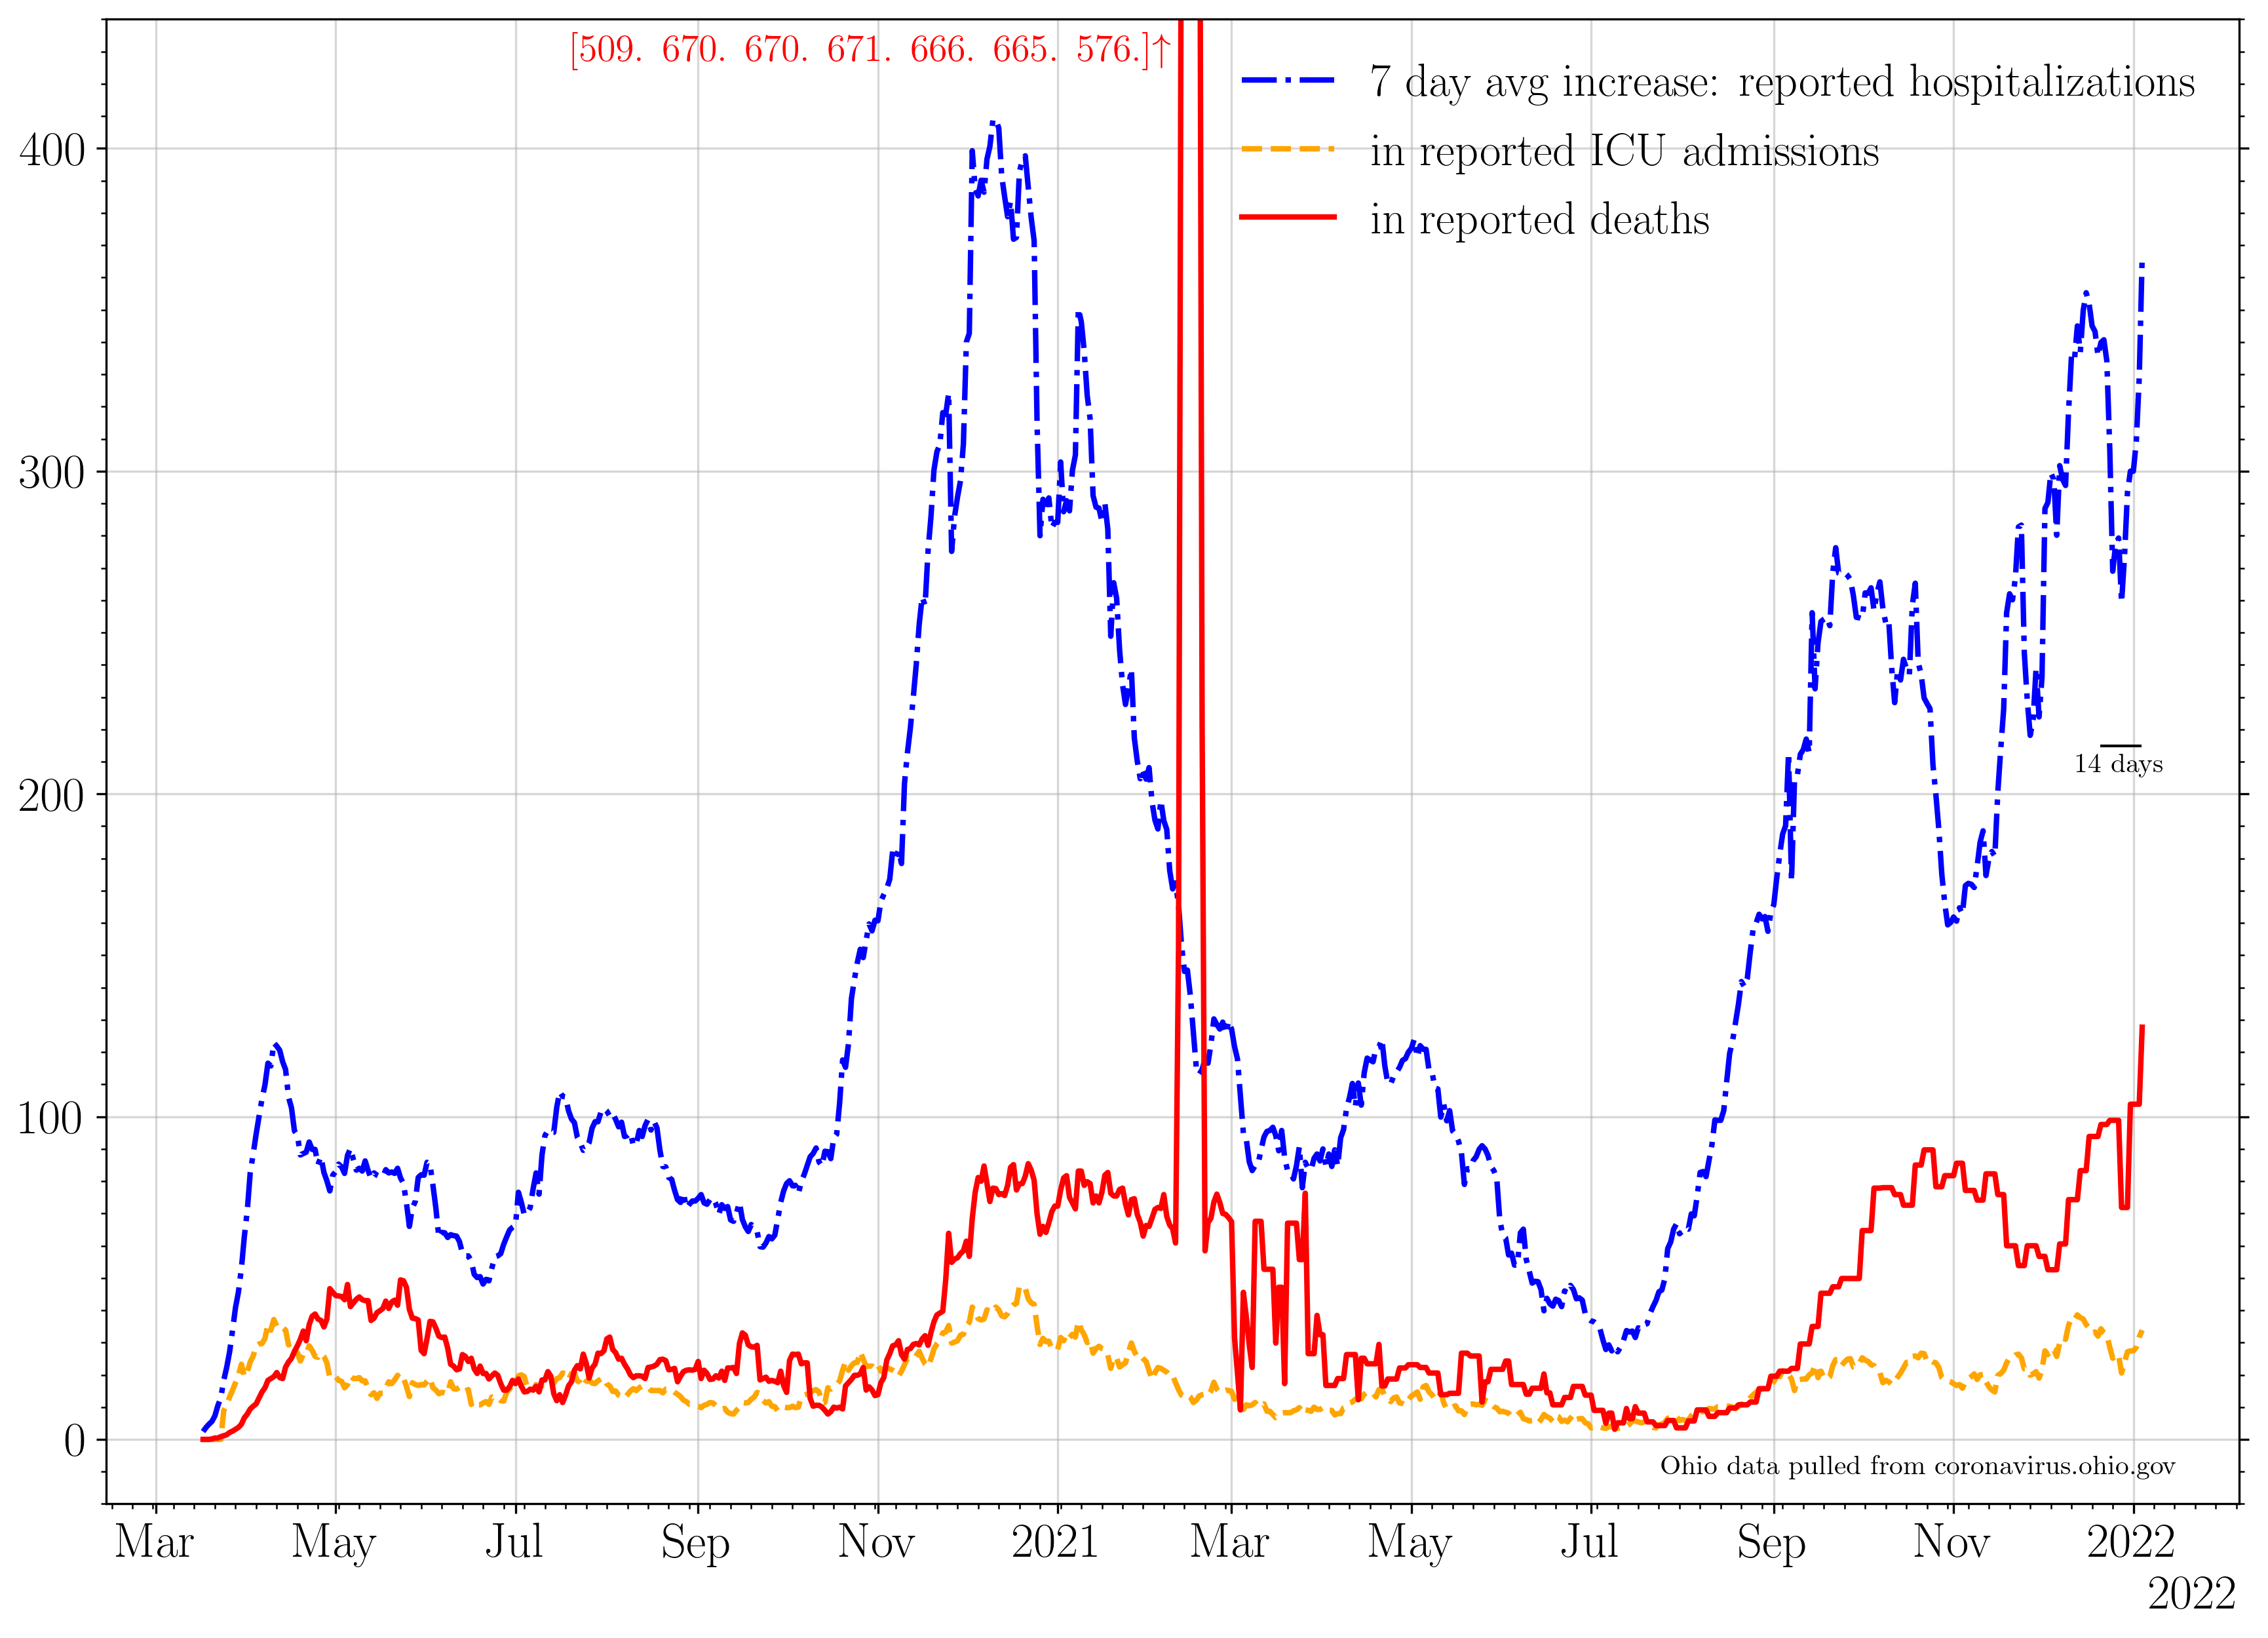 [509. 670. 670. 671. 666. 665. 576.]↑
7 day avg increase: reported hospitalizations
in reported ICU admissions
in reported deaths
400
300
200
100
0
14 days
Ohio data pulled from coronavirus.ohio.gov
Mar May Jul Sep Nov 2021 Mar May Jul Sep Nov 2022
2022